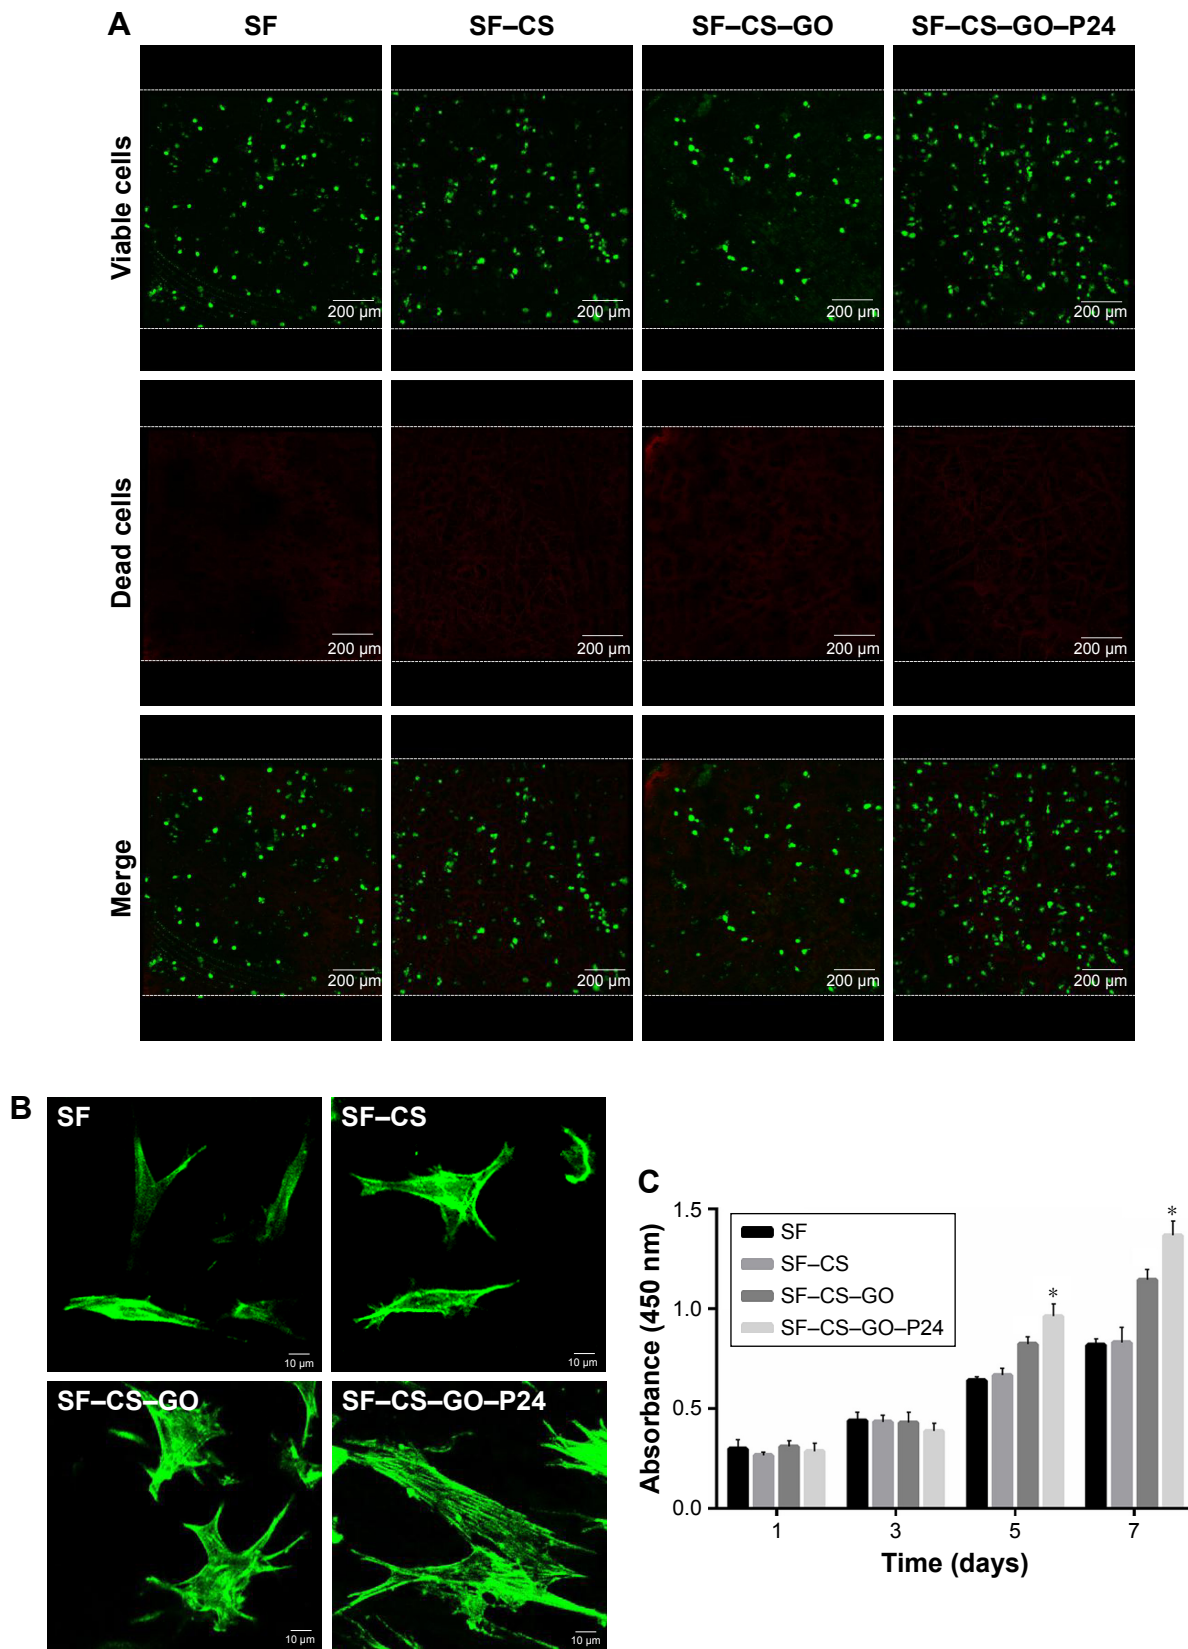 A
SF
SF–CS
SF–CS–GO
SF–CS–GO–P24
Viable cells
200 µm
200 µm
200 µm
200 µm
Dead cells
200 µm
200 µm
200 µm
200 µm
Merge
200 µm
200 µm
200 µm
200 µm
B
SF
10 µm
SF–CS
10 µm
SF–CS–GO
10 µm
SF–CS–GO–P24
10 µm
C
Absorbance (450 nm)
1.5
1.0
0.5
0.0
SF
SF–CS
SF–CS–GO
SF–CS–GO–P24
*
*
1
3
5
7
Time (days)